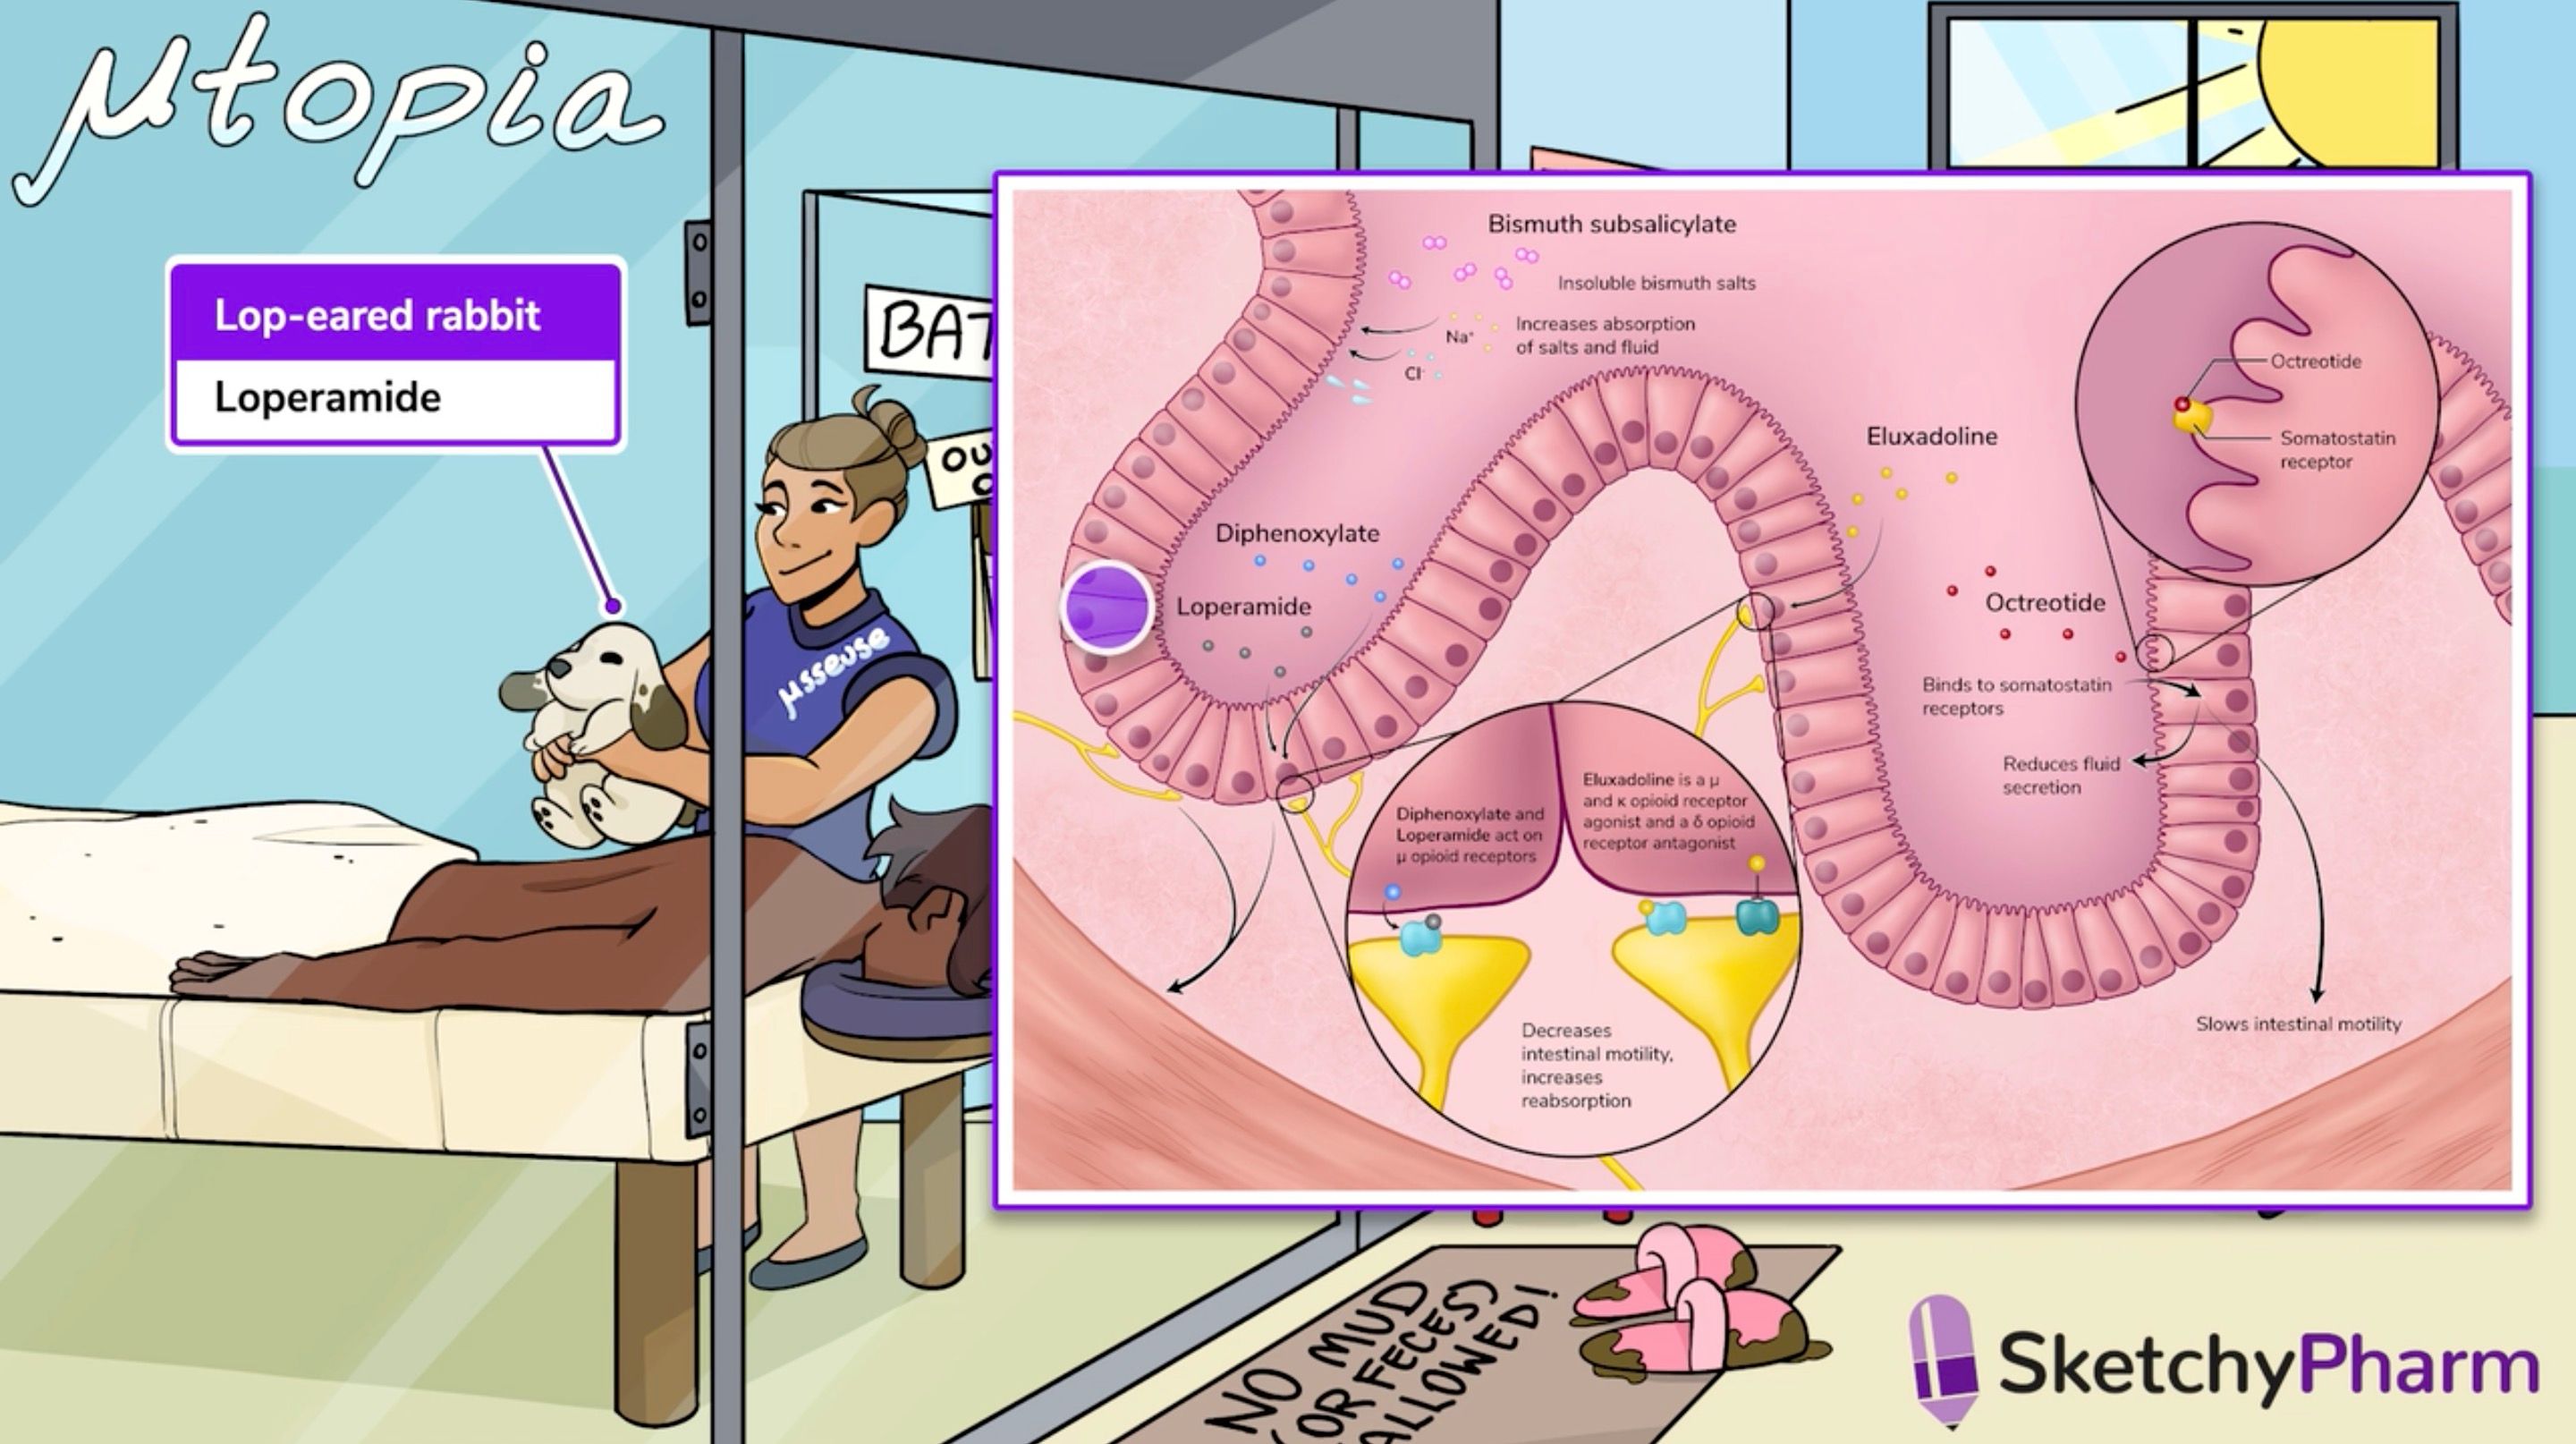 μtopia
Lop-eared rabbit
Loperamide
BAT
OU
μsseuse
Bismuth subsalicylate
Insoluble bismuth salts
Increases absorption
of salts and fluid
Na⁺
Cl⁻
Diphenoxylate
Loperamide
Eluxadoline
Octreotide
Somatostatin
receptor
Octreotide
Binds to somatostatin
receptors
Reduces fluid
secretion
Slows intestinal motility
Diphenoxylate and
Loperamide act on
μ opioid receptors
Eluxadoline is a μ
and κ opioid receptor
agonist and a δ opioid
receptor antagonist
Decreases
intestinal motility,
increases
reabsorption
NO MUD
(OR FECES)
ALLOWED!
SketchyPharm